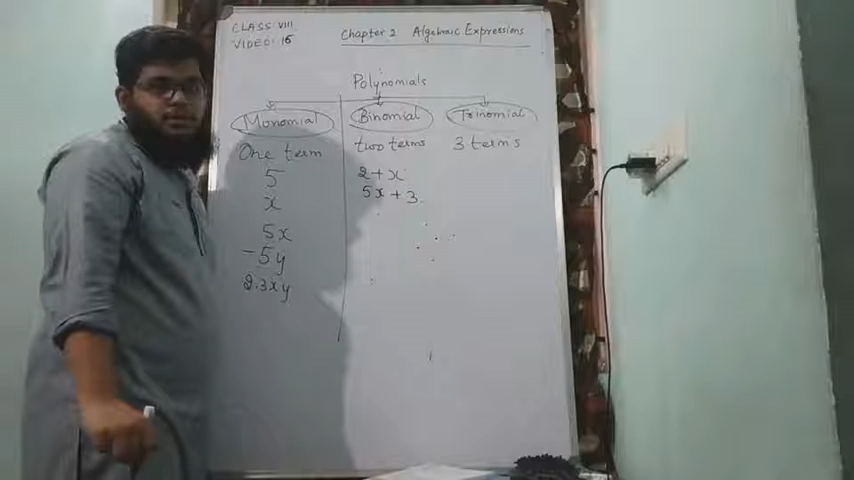 CLASS: VIII
VIDEO: 16
Chapter 2 Algebraic Expressions
Polynomials
Monomial Binomial Trinomial
One term two terms 3 terms
5 2 + x
x 5x + 3
5x
-5y
2.3xy